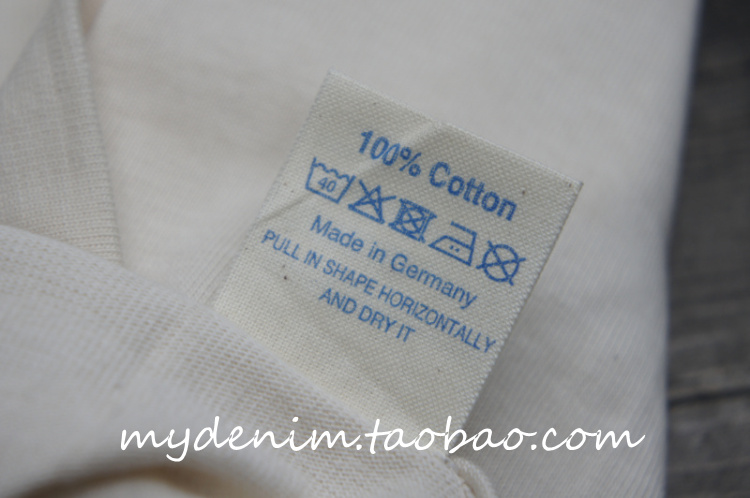 100% Cotton
40
Made in Germany
PULL IN SHAPE HORIZONTALLY
AND DRY IT
mydenim.taobao.com